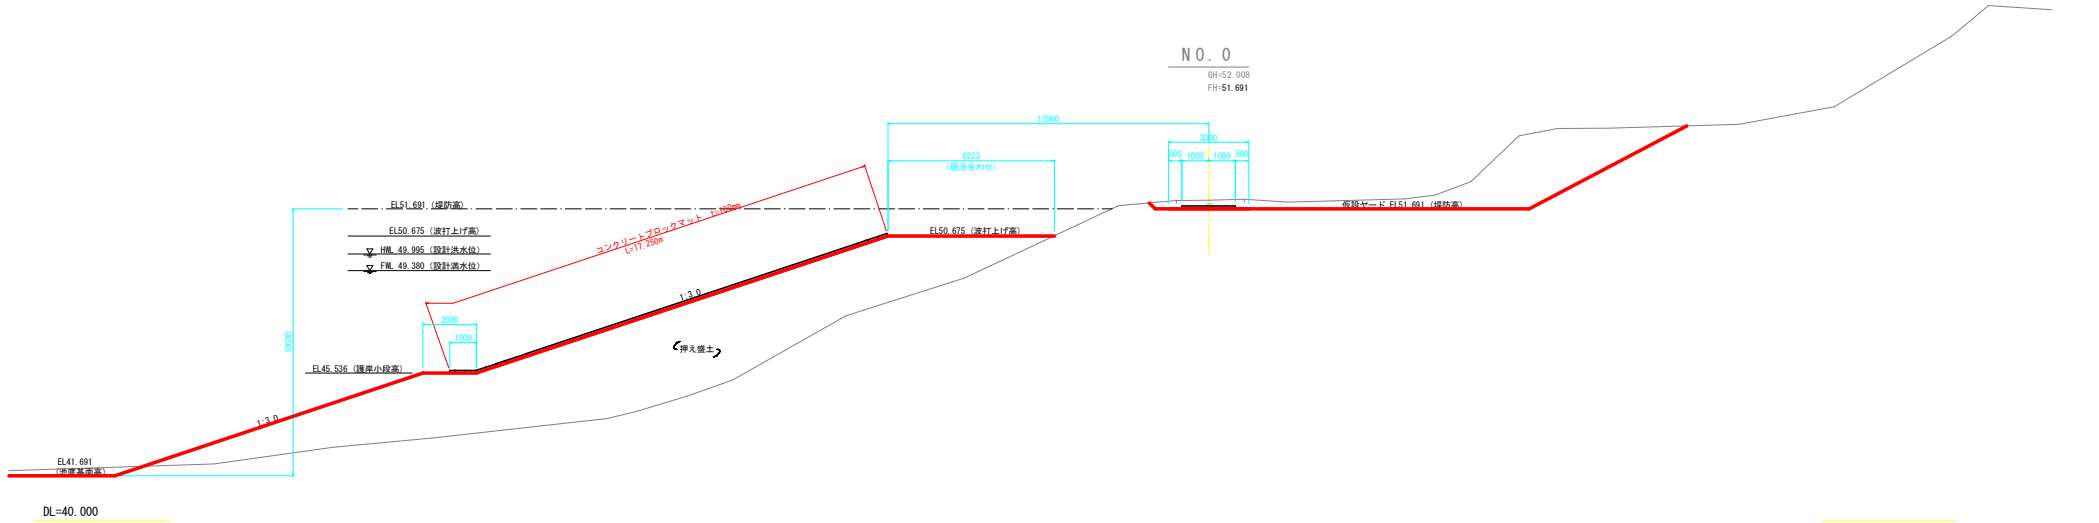 NO.0
GH=52.008
FH=51.691
12000
3000
500
1000
1000
500
6223
(現況合わせ)
コンクリートブロックマット t=100mm
L=17.250m
EL51.691 (堤防高)
仮設ヤード EL51.691 (堤防高)
EL50.675 (波打上げ高)
EL50.675 (波打上げ高)
HWL 49.995 (設計洪水位)
FWL 49.380 (設計満水位)
1:3.0
2000
1000
10000
押え盛土
EL45.536 (護岸小段高)
1:3.0
EL41.691
(池底基面高)
DL=40.000